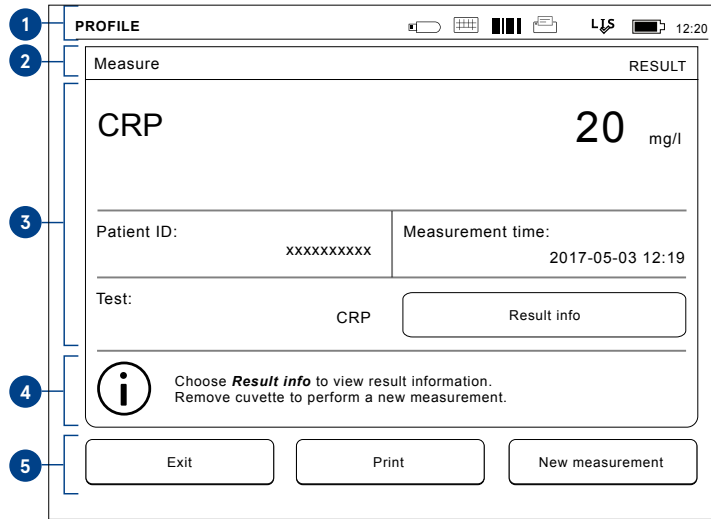 1 PROFILE LIS 12:20
2 Measure RESULT
CRP 20 mg/l
3 Patient ID: Measurement time:
xxxxxxxxxx 2017-05-03 12:19
Test:
CRP Result info
4 Choose Result info to view result information.
Remove cuvette to perform a new measurement.
5 Exit Print New measurement